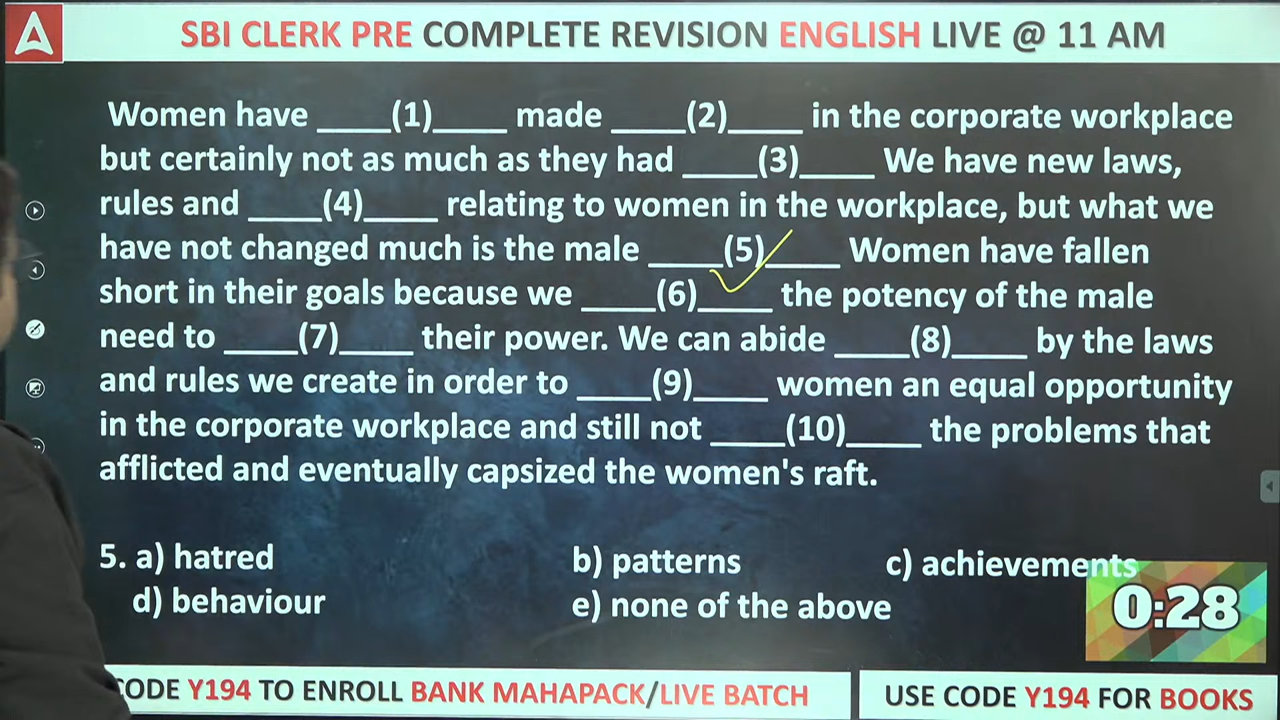 SBI CLERK PRE COMPLETE REVISION ENGLISH LIVE @ 11 AM
Women have ____(1)____ made ____(2)____ in the corporate workplace
but certainly not as much as they had ____(3)____ We have new laws,
rules and ____(4)____ relating to women in the workplace, but what we
have not changed much is the male ____(5)____ Women have fallen
short in their goals because we ____(6)____ the potency of the male
need to ____(7)____ their power. We can abide ____(8)____ by the laws
and rules we create in order to ____(9)____ women an equal opportunity
in the corporate workplace and still not ____(10)____ the problems that
afflicted and eventually capsized the women's raft.
5. a) hatred b) patterns c) achievements
d) behaviour e) none of the above
0:28
CODE Y194 TO ENROLL BANK MAHAPACK/LIVE BATCH
USE CODE Y194 FOR BOOKS